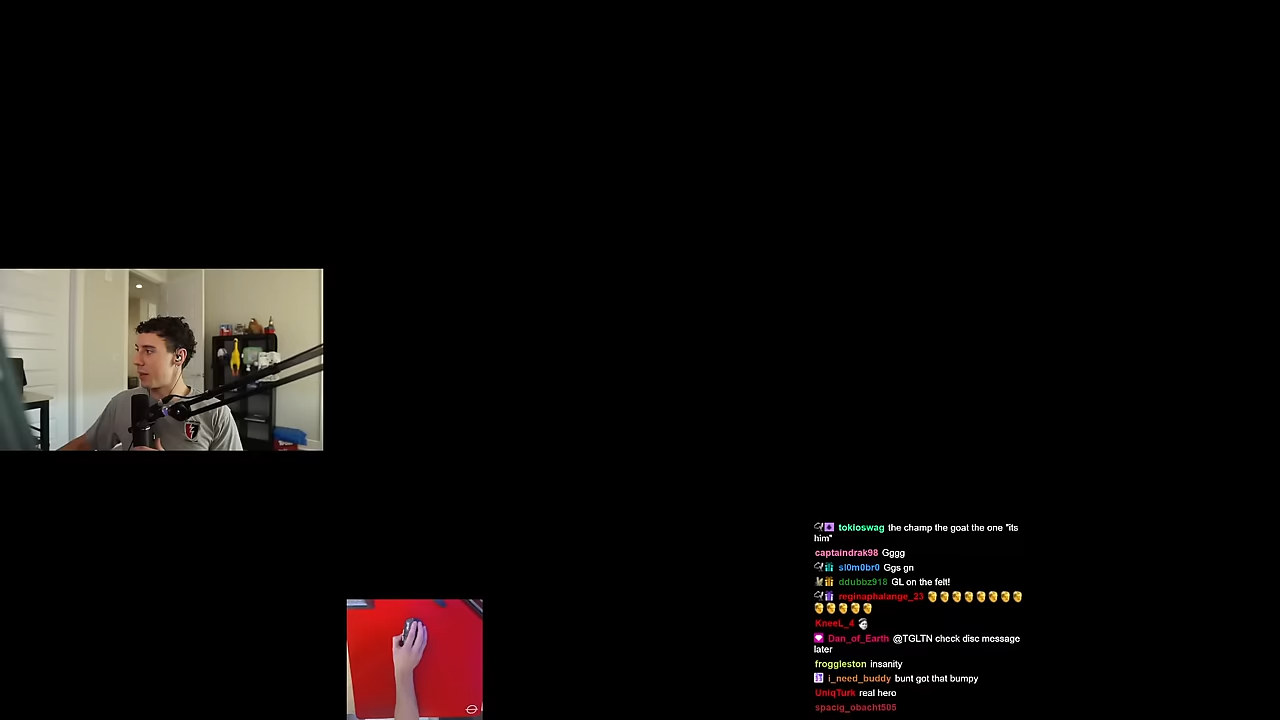 tokioswag the champ the goat the one "its
him"
captaindrak98 Gggg
sl0m0br0 Ggs gn
ddubbz918 GL on the felt!
reginaphalange_23
KneeL_4
Dan_of_Earth @TGLTN check disc message
later
froggleston insanity
i_need_buddy bunt got that bumpy
UniqTurk real hero
spacig_obacht505